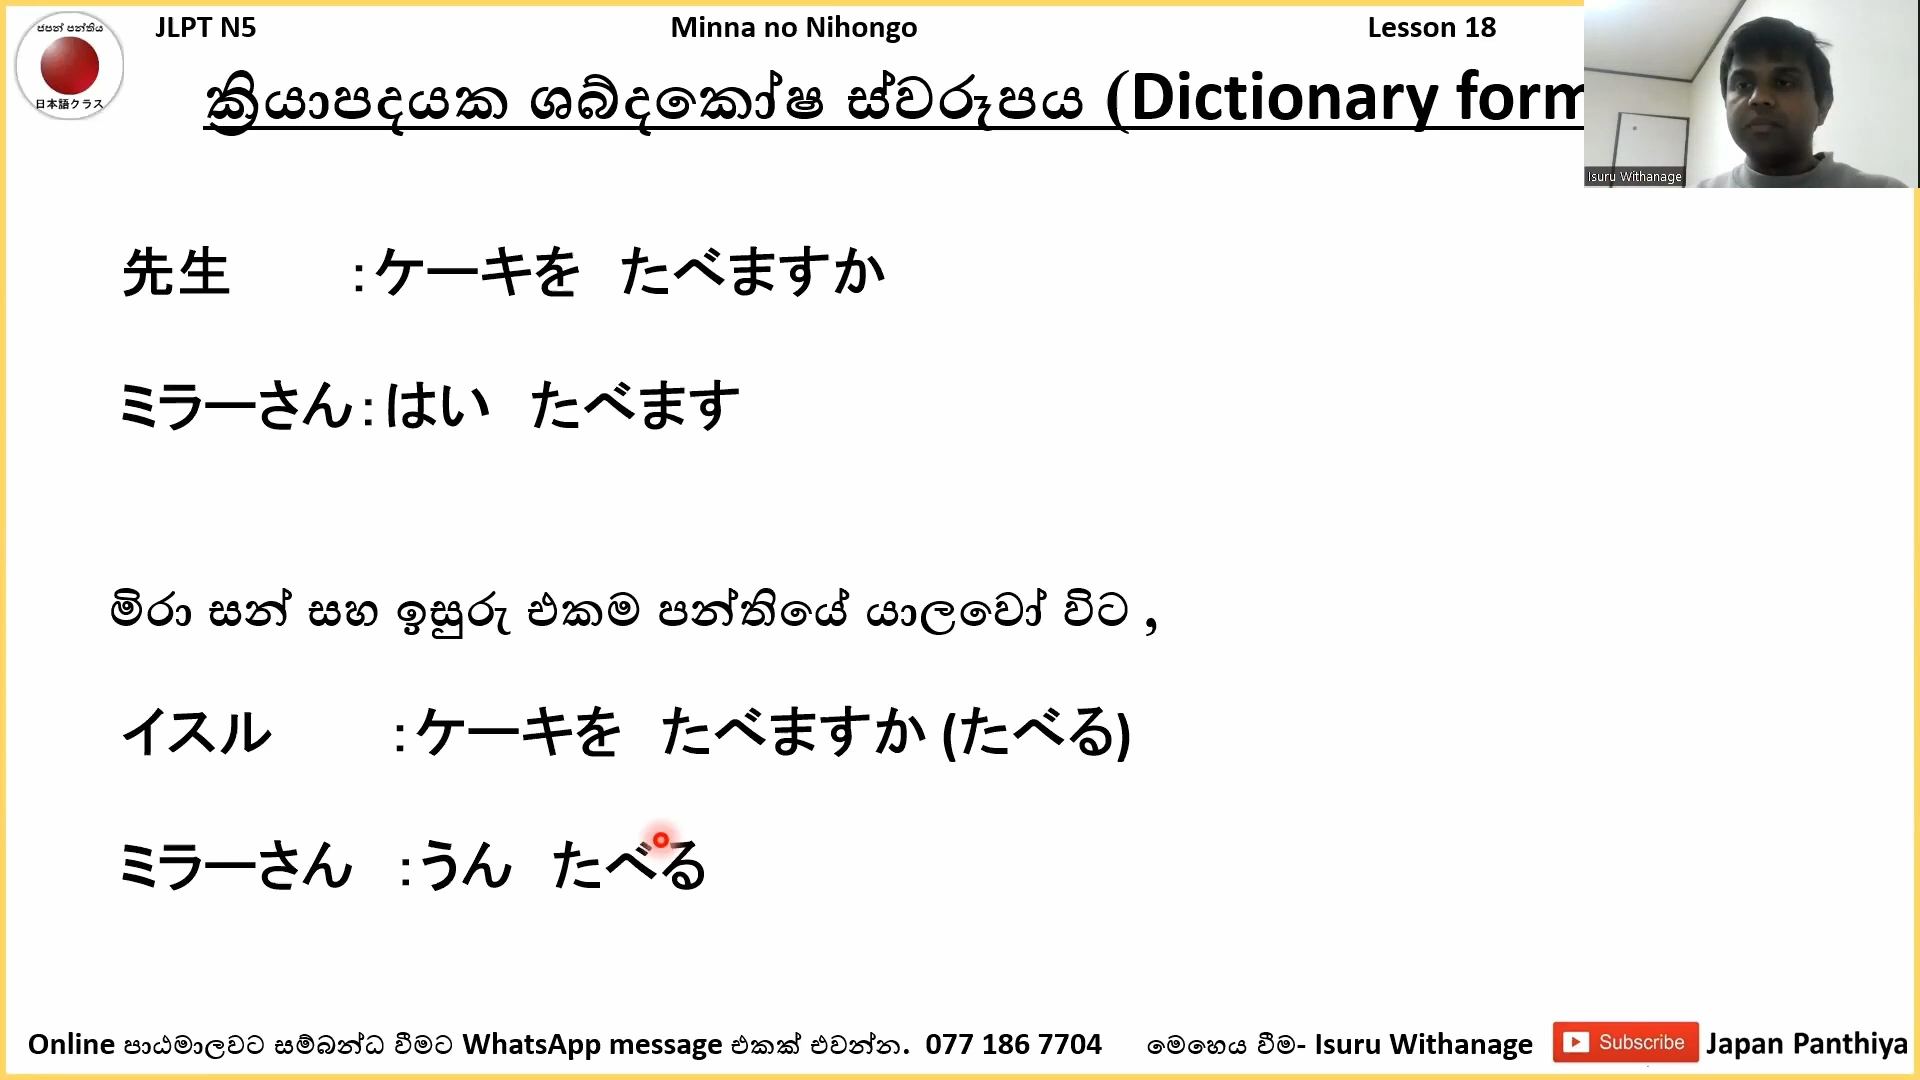 ජපන් පන්තිය
日本語クラス
JLPT N5
Minna no Nihongo
Lesson 18
ක්‍රියාපදයක ශබ්දකෝෂ ස්වරූපය (Dictionary form
Isuru Withanage
先生 ：ケーキを たべますか
ミラーさん：はい たべます
මිරා සන් සහ ඉසුරු එකම පන්තියේ යාලවෝ විට ,
イスル ：ケーキを たべますか (たべる)
ミラーさん ：うん たべる
Online පාඨමාලවට සම්බන්ධ වීමට WhatsApp message එකක් එවන්න. 077 186 7704 මෙහෙය වීම- Isuru Withanage Subscribe Japan Panthiya